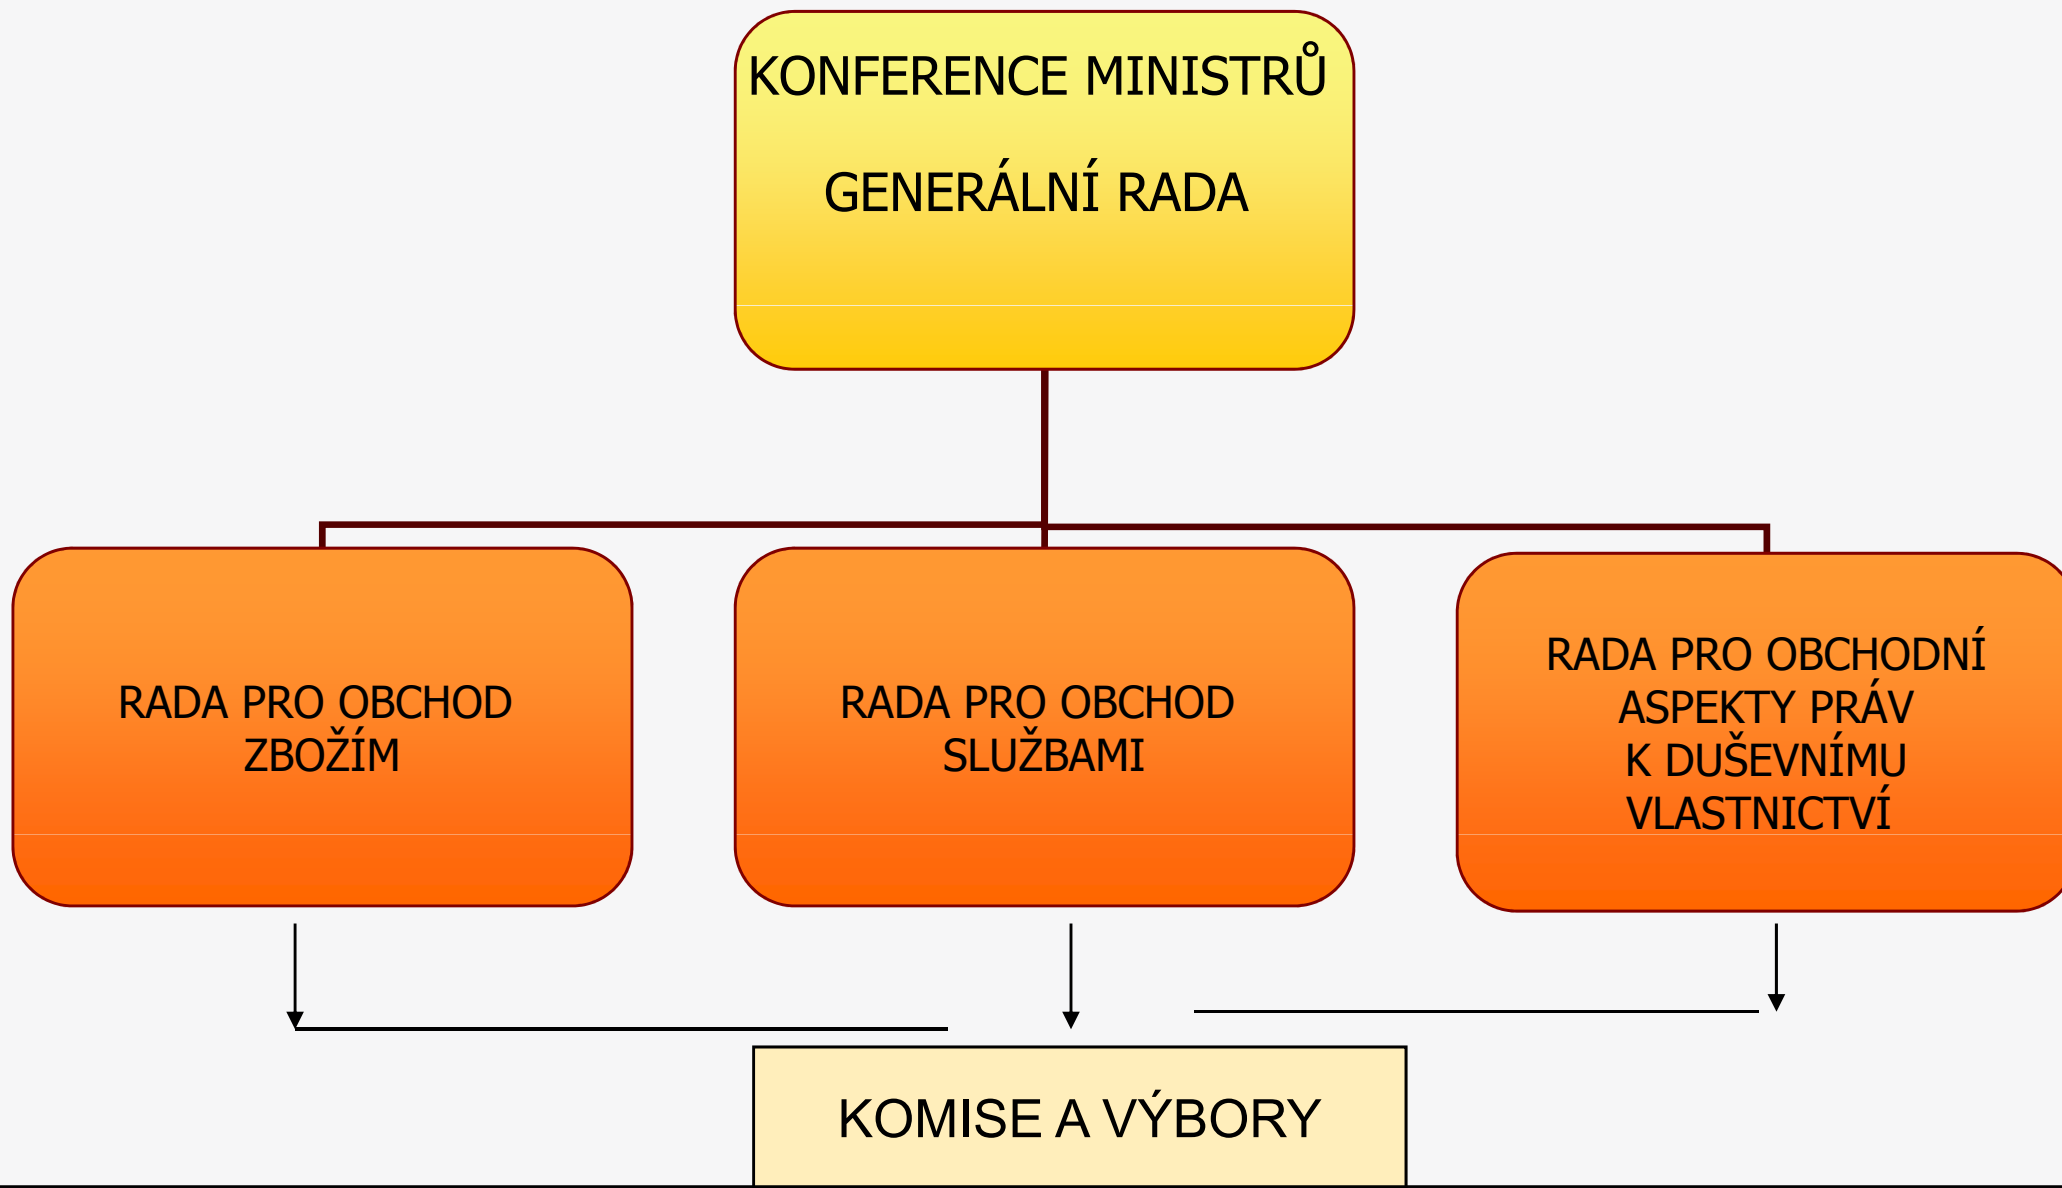 KONFERENCE MINISTRŮ
GENERÁLNÍ RADA
RADA PRO OBCHOD
ZBOŽÍM
RADA PRO OBCHOD
SLUŽBAMI
RADA PRO OBCHODNÍ
ASPEKTY PRÁV
K DUŠEVNÍMU
VLASTNICTVÍ
KOMISE A VÝBORY